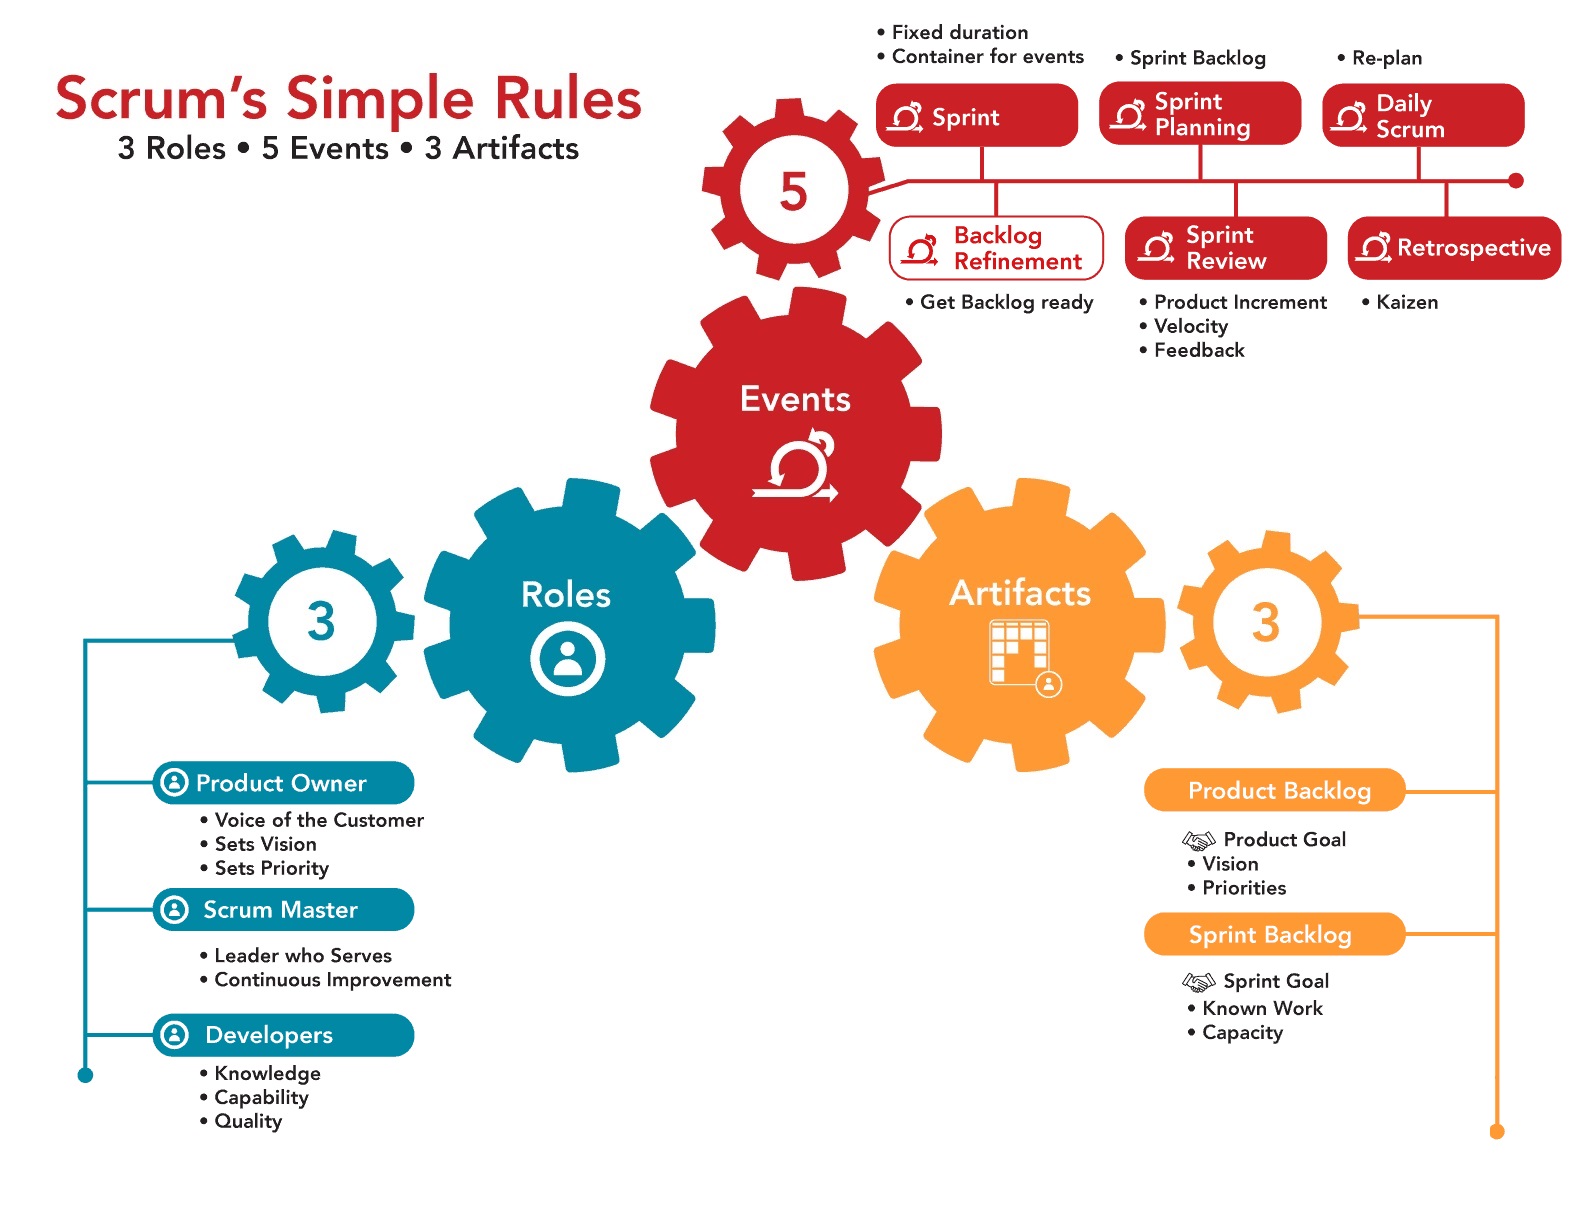 Scrum's Simple Rules
3 Roles • 5 Events • 3 Artifacts
• Fixed duration
• Container for events
Sprint
• Sprint Backlog
Sprint
Planning
• Re-plan
Daily
Scrum
5
Backlog
Refinement
• Get Backlog ready
Sprint
Review
• Product Increment
• Velocity
• Feedback
Retrospective
• Kaizen
Events
Roles
3
Product Owner
• Voice of the Customer
• Sets Vision
• Sets Priority
Scrum Master
• Leader who Serves
• Continuous Improvement
Developers
• Knowledge
• Capability
• Quality
Artifacts
3
Product Backlog
Product Goal
• Vision
• Priorities
Sprint Backlog
Sprint Goal
• Known Work
• Capacity